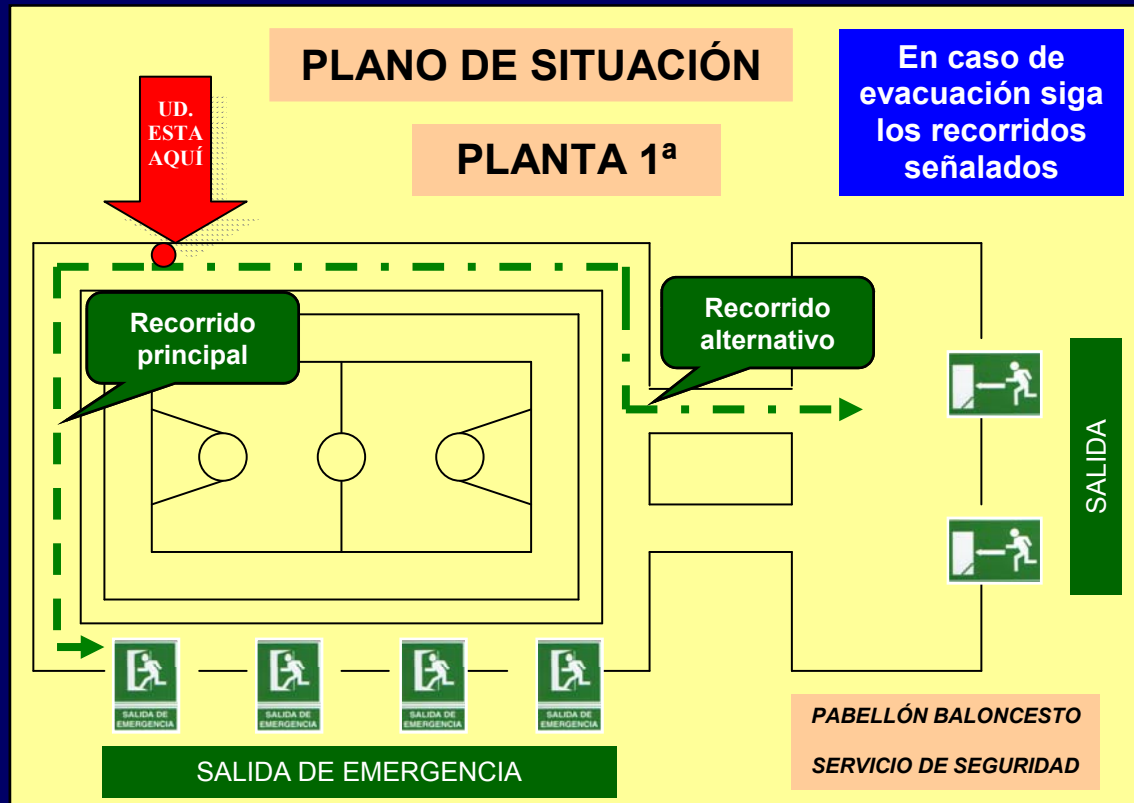 PLANO DE SITUACIÓN
PLANTA 1ª
En caso de
evacuación siga
los recorridos
señalados
UD.
ESTA
AQUÍ
Recorrido
principal
Recorrido
alternativo
SALIDA
SALIDA DE
EMERGENCIA
SALIDA DE
EMERGENCIA
SALIDA DE
EMERGENCIA
SALIDA DE
EMERGENCIA
SALIDA DE EMERGENCIA
PABELLÓN BALONCESTO
SERVICIO DE SEGURIDAD